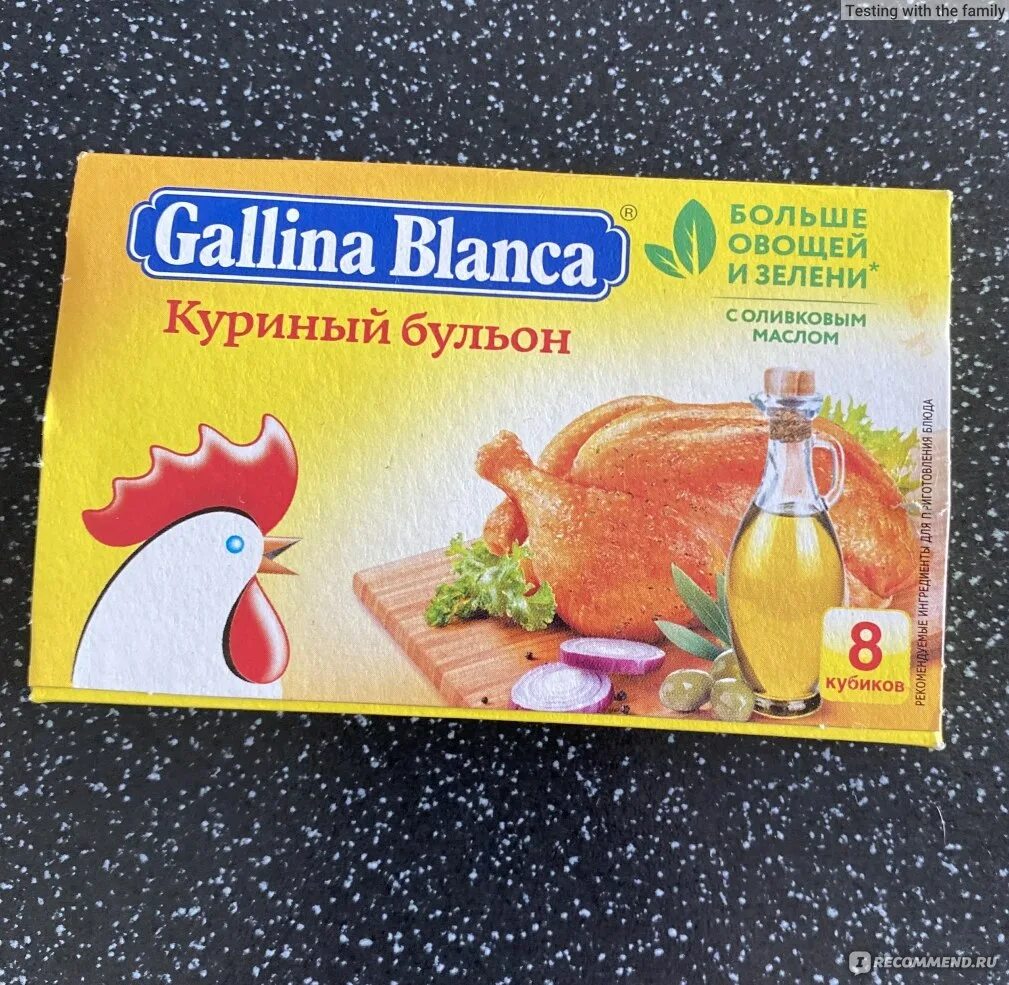 Testing with the family
Gallina Blanca®
Куриный бульон
БОЛЬШЕ
ОВОЩЕЙ
И ЗЕЛЕНИ*
С ОЛИВКОВЫМ
МАСЛОМ
РЕКОМЕНДУЕМЫЕ ИНГРЕДИЕНТЫ ДЛЯ ПРИГОТОВЛЕНИЯ БЛЮДА
8
кубиков
IRECOMMEND.RU